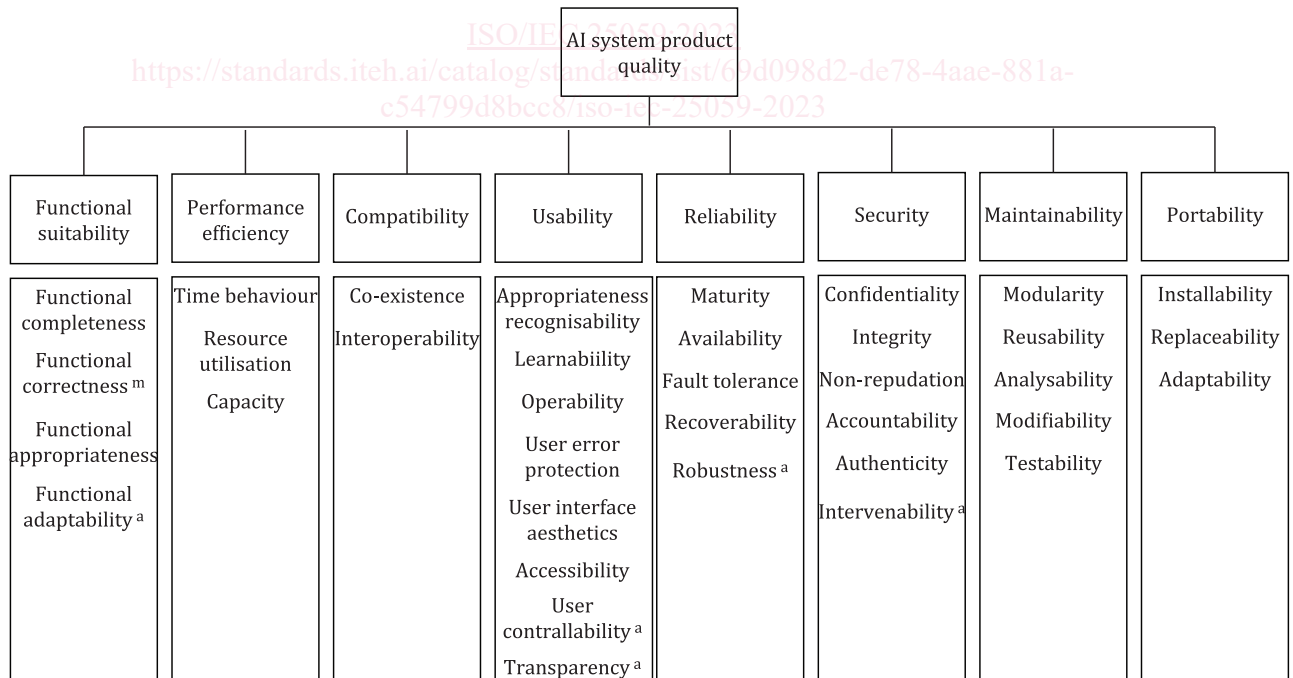 ISO/IEC 25059:2023
https://standards.iteh.ai/catalog/standards/sist/69d098d2-de78-4aae-881a-
c54799d8bcc8/iso-iec-25059-2023
AI system product
quality
Functional
suitability
Performance
efficiency
Compatibility
Usability
Reliability
Security
Maintainability
Portability
Functional
completeness
Functional
correctness m
Functional
appropriateness
Functional
adaptability a
Time behaviour
Resource
utilisation
Capacity
Co-existence
Interoperability
Appropriateness
recognisability
Learnabiility
Operability
User error
protection
User interface
aesthetics
Accessibility
User
contrallability a
Transparency a
Maturity
Availability
Fault tolerance
Recoverability
Robustness a
Confidentiality
Integrity
Non-repudation
Accountability
Authenticity
Intervenability a
Modularity
Reusability
Analysability
Modifiability
Testability
Installability
Replaceability
Adaptability